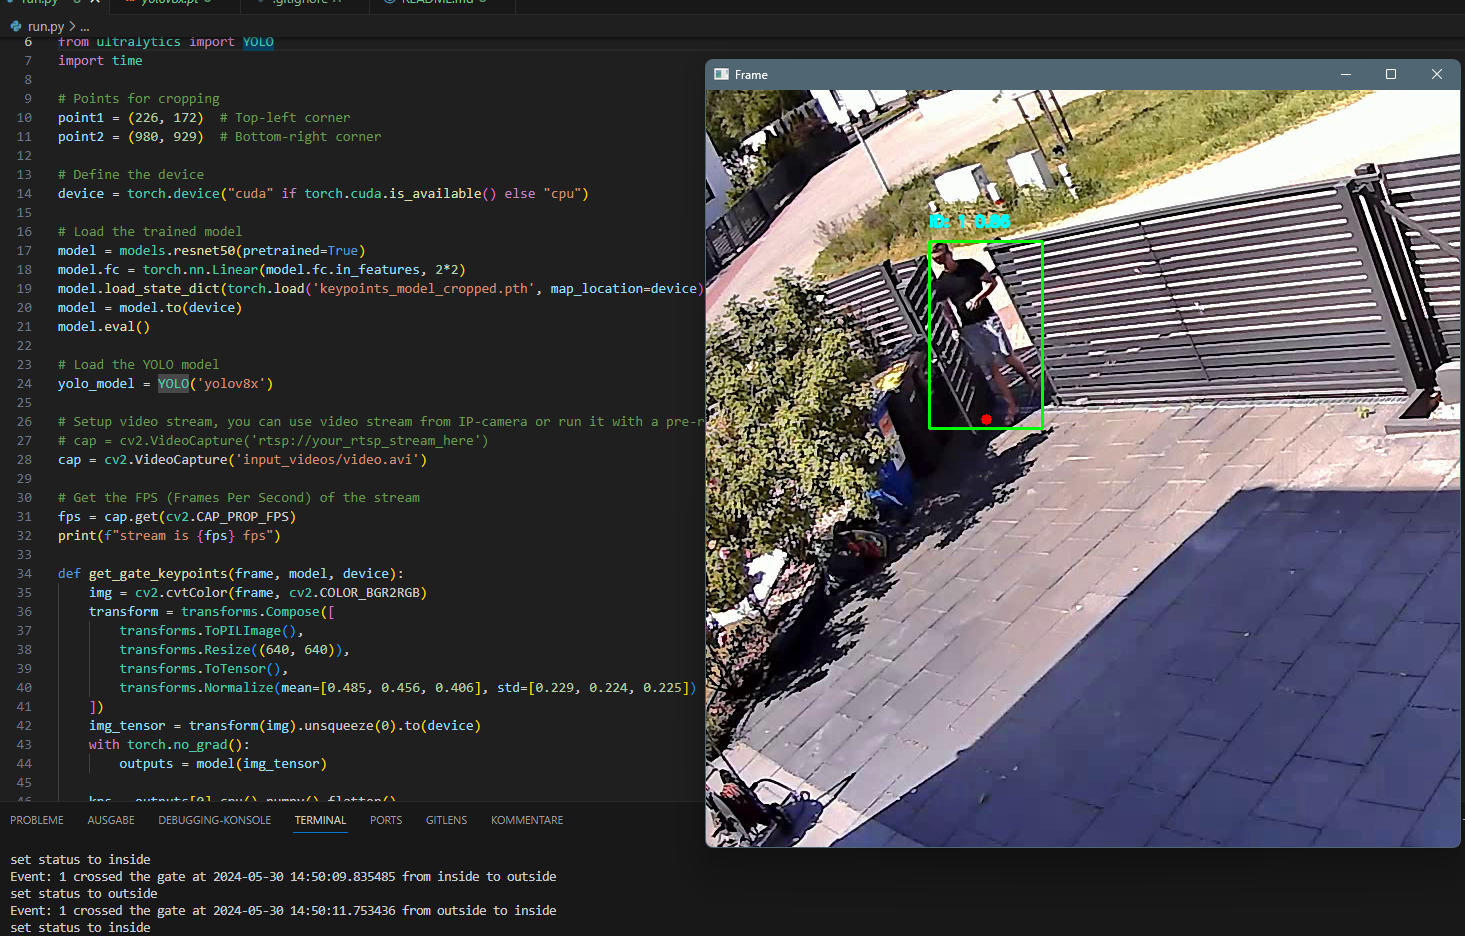 run.py
yolov8x.pt
.gitignore
README.md
run.py > ...
6 from ultralytics import YOLO
7 import time
8
9 # Points for cropping
10 point1 = (226, 172)  # Top-left corner
11 point2 = (980, 929)  # Bottom-right corner
12
13 # Define the device
14 device = torch.device("cuda" if torch.cuda.is_available() else "cpu")
15
16 # Load the trained model
17 model = models.resnet50(pretrained=True)
18 model.fc = torch.nn.Linear(model.fc.in_features, 2*2)
19 model.load_state_dict(torch.load('keypoints_model_cropped.pth', map_location=device)
20 model = model.to(device)
21 model.eval()
22
23 # Load the YOLO model
24 yolo_model = YOLO('yolov8x')
25
26 # Setup video stream, you can use video stream from IP-camera or run it with a pre-r
27 # cap = cv2.VideoCapture('rtsp://your_rtsp_stream_here')
28 cap = cv2.VideoCapture('input_videos/video.avi')
29
30 # Get the FPS (Frames Per Second) of the stream
31 fps = cap.get(cv2.CAP_PROP_FPS)
32 print(f"stream is {fps} fps")
33
34 def get_gate_keypoints(frame, model, device):
35     img = cv2.cvtColor(frame, cv2.COLOR_BGR2RGB)
36     transform = transforms.Compose([
37         transforms.ToPILImage(),
38         transforms.Resize((640, 640)),
39         transforms.ToTensor(),
40         transforms.Normalize(mean=[0.485, 0.456, 0.406], std=[0.229, 0.224, 0.225])
41     ])
42     img_tensor = transform(img).unsqueeze(0).to(device)
43     with torch.no_grad():
44         outputs = model(img_tensor)
45
46     kps = outputs[0].cpu().numpy().flatten()
Frame
ID: 1 0.86
PROBLEME AUSGABE DEBUGGING-KONSOLE TERMINAL PORTS GITLENS KOMMENTARE
set status to inside
Event: 1 crossed the gate at 2024-05-30 14:50:09.835485 from inside to outside
set status to outside
Event: 1 crossed the gate at 2024-05-30 14:50:11.753436 from outside to inside
set status to inside